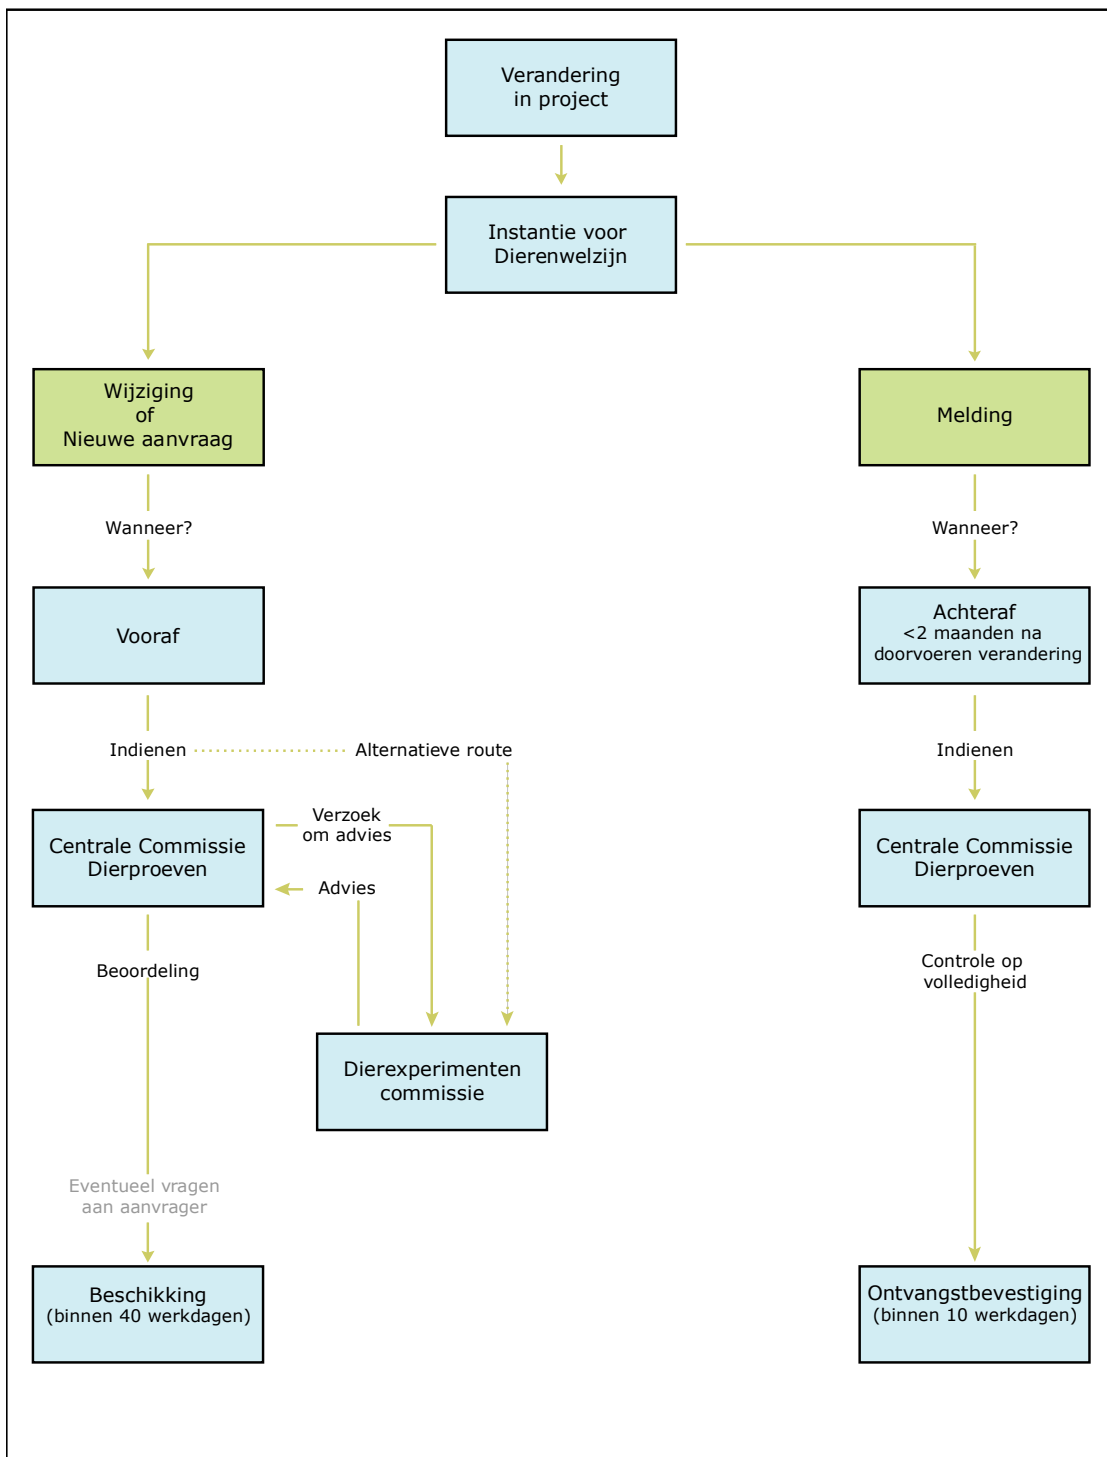 Verandering
in project
Instantie voor
Dierenwelzijn
Wijziging
of
Nieuwe aanvraag
Melding
Wanneer?
Wanneer?
Vooraf
Achteraf
<2 maanden na
doorvoeren verandering
Indienen
Alternatieve route
Indienen
Centrale Commissie
Dierproeven
Verzoek
om advies
Advies
Centrale Commissie
Dierproeven
Beoordeling
Controle op
volledigheid
Dierexperimenten
commissie
Eventueel vragen
aan aanvrager
Beschikking
(binnen 40 werkdagen)
Ontvangstbevestiging
(binnen 10 werkdagen)